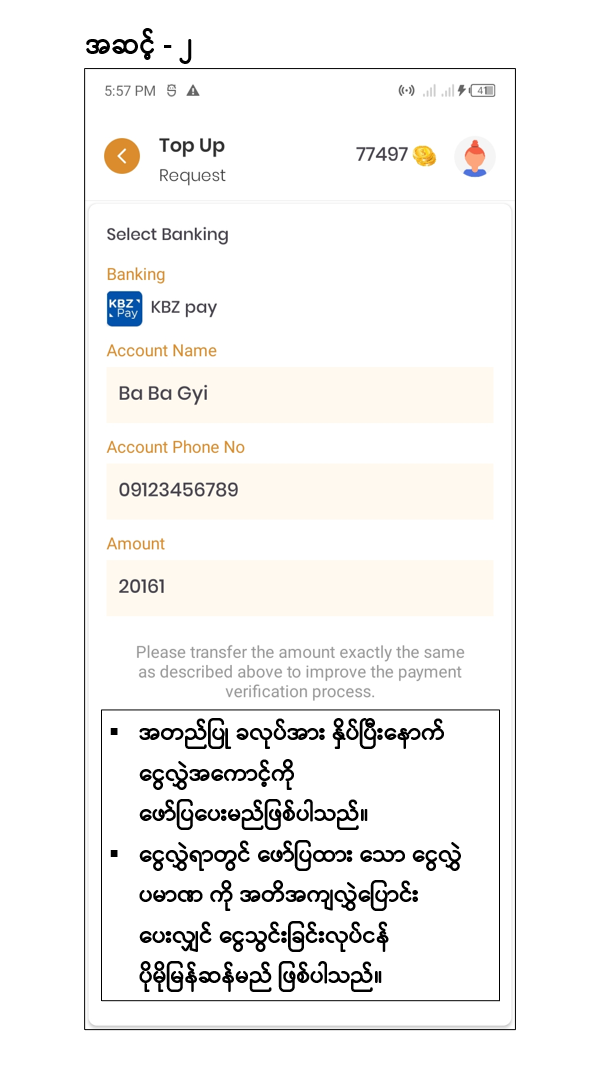 အဆင့် - ၂
5:57 PM
41
Top Up
77497
Request
Select Banking
Banking
KBZ Pay
KBZ pay
Account Name
Ba Ba Gyi
Account Phone No
09123456789
Amount
20161
Please transfer the amount exactly the same
as described above to improve the payment
verification process.
▪ အတည်ပြု ခလုပ်အား နှိပ်ပြီးနောက်
ငွေလွှဲအကောင့်ကို
ဖော်ပြပေးမည်ဖြစ်ပါသည်။
▪ ငွေလွှဲရာတွင် ဖော်ပြထား သော ငွေလွှဲ
ပမာဏ ကို အတိအကျလွှဲပြောင်း
ပေးလျှင် ငွေသွင်းခြင်းလုပ်ငန်
ပိုမိုမြန်ဆန်မည် ဖြစ်ပါသည်။